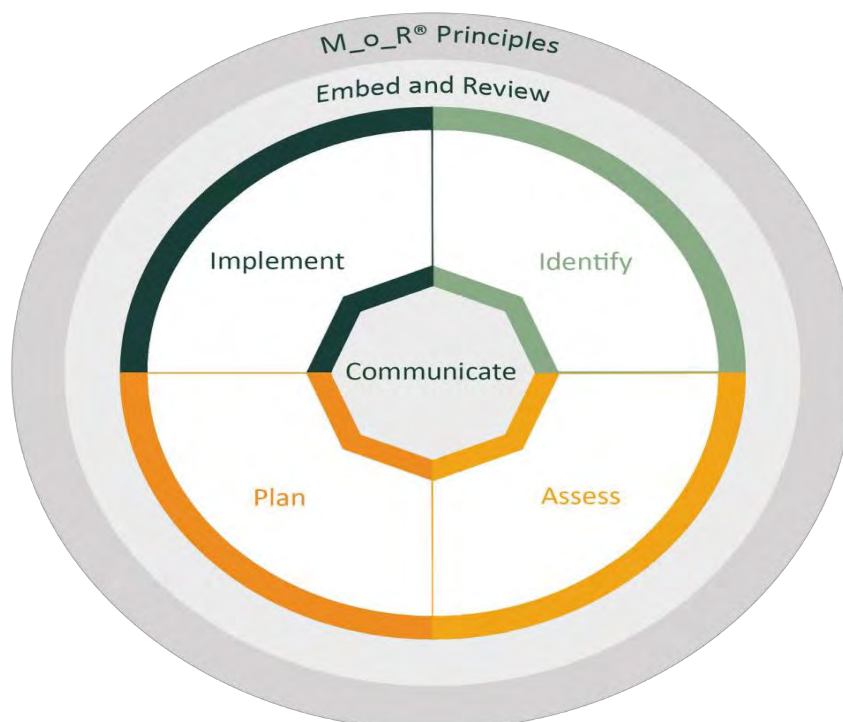 M_o_R® Principles
Embed and Review
Implement
Identify
Communicate
Plan
Assess